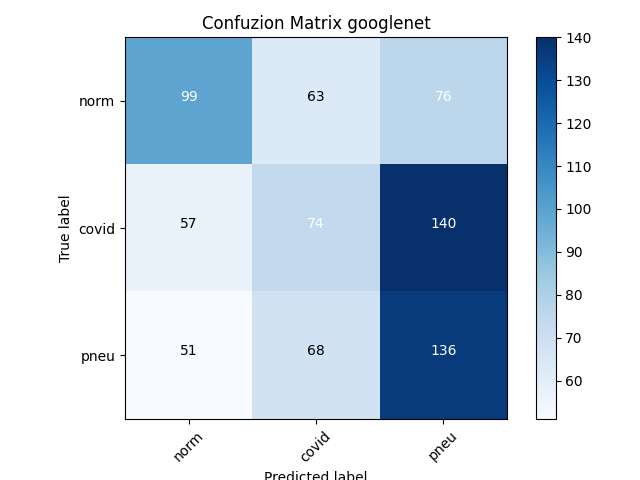 Confuzion Matrix googlenet
norm 99 63 76
covid 57 74 140
pneu 51 68 136
True label
norm covid pneu
Predicted label
140
130
120
110
100
90
80
70
60